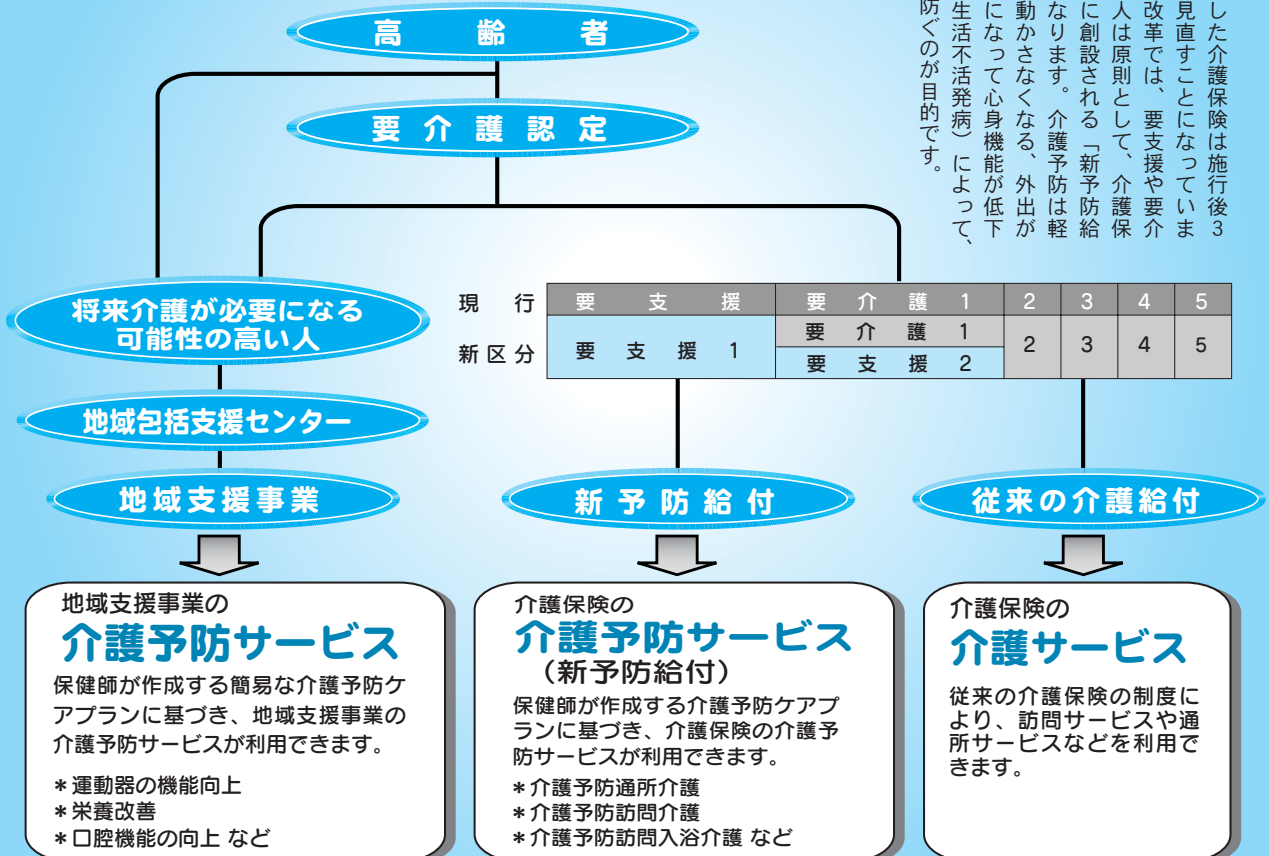 した介護保険は施行後3
見直すことになっていま
改革では、要支援や要介
人は原則として、介護保
に創設される「新予防給
なります。介護予防は軽
動かさなくなる、外出が
になって心身機能が低下
生活不活発病）によって、
防ぐのが目的です。
高齢者
要介護認定
将来介護が必要になる
可能性の高い人
地域包括支援センター
地域支援事業
現行 要支援 要介護1 2 3 4 5
新区分 要支援1 要介護1 2 3 4 5
要支援2
新予防給付
従来の介護給付
地域支援事業の
介護予防サービス
保健師が作成する簡易な介護予防ケ
アプランに基づき、地域支援事業の
介護予防サービスが利用できます。
＊運動器の機能向上
＊栄養改善
＊口腔機能の向上 など
介護保険の
介護予防サービス
（新予防給付）
保健師が作成する介護予防ケアプ
ランに基づき、介護保険の介護予
防サービスが利用できます。
＊介護予防通所介護
＊介護予防訪問介護
＊介護予防訪問入浴介護 など
介護保険の
介護サービス
従来の介護保険の制度に
より、訪問サービスや通
所サービスなどを利用で
きます。